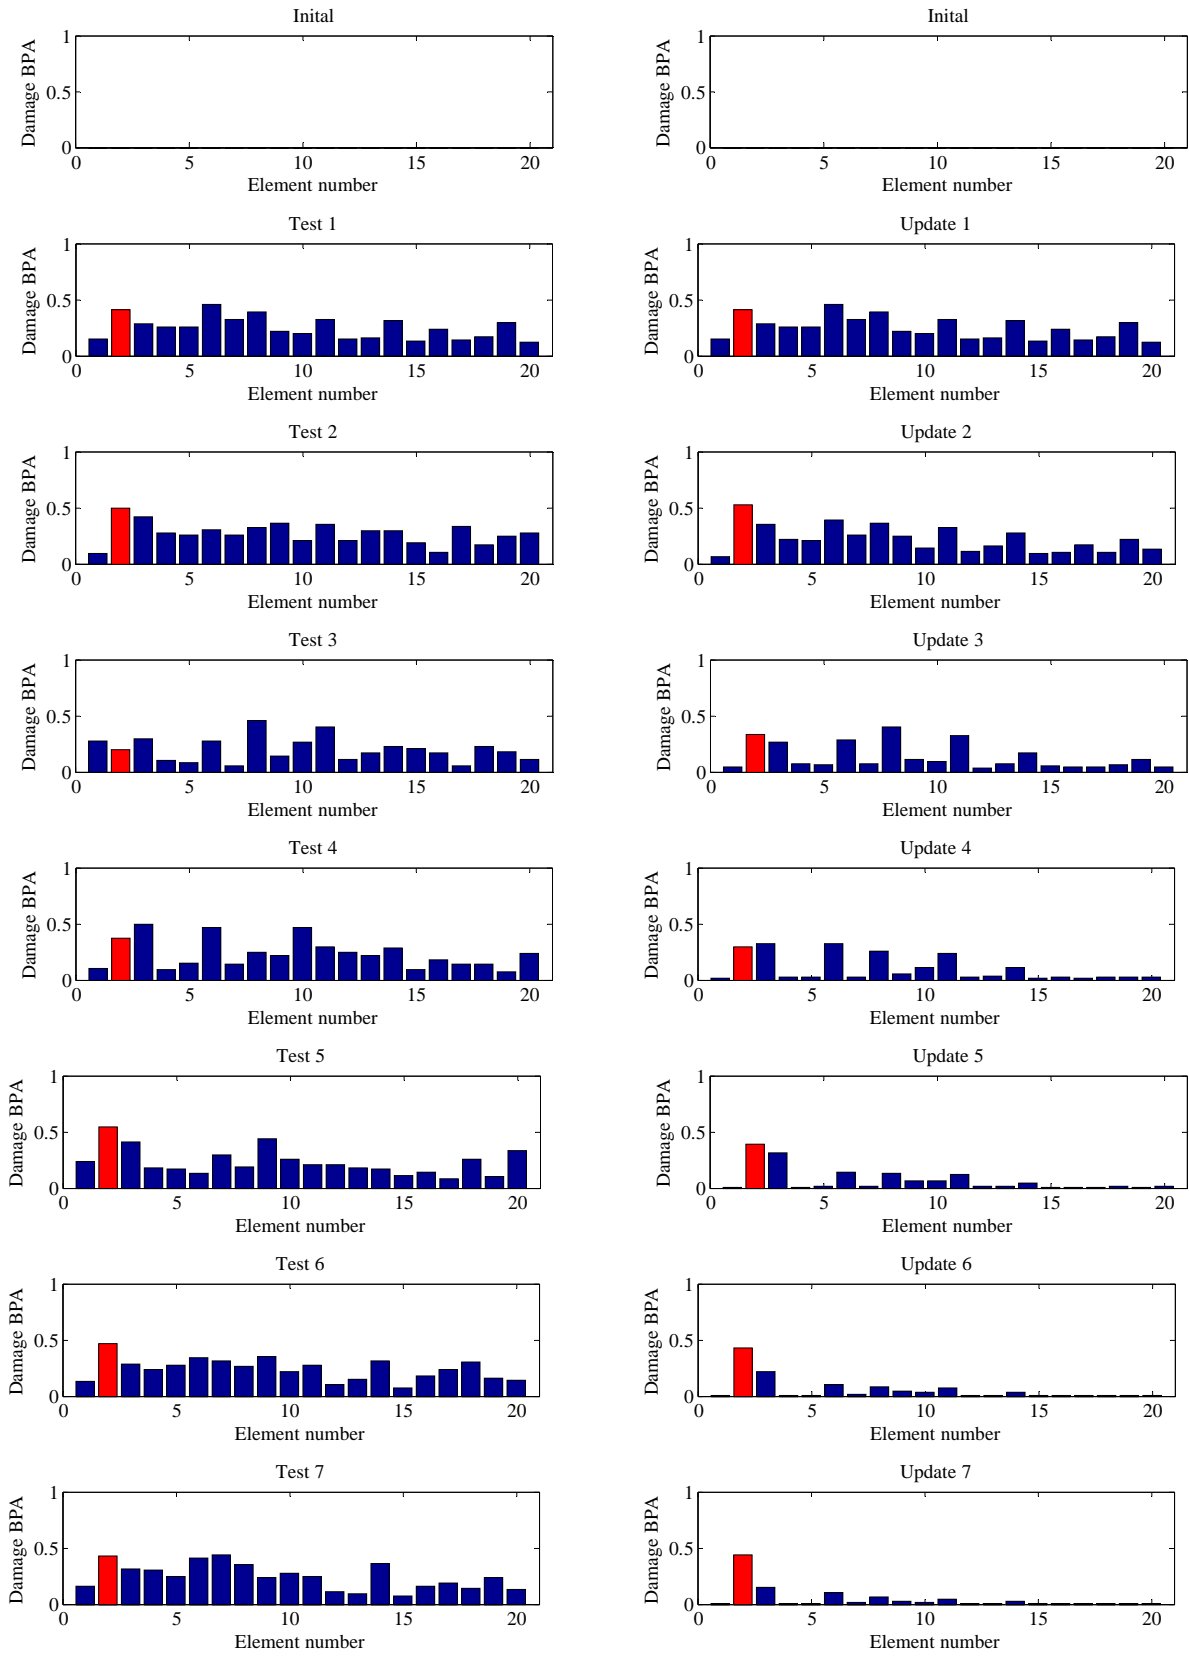 Inital
Inital
Damage BPA
1
0.5
0
0 5 10 15 20
Element number
Damage BPA
1
0.5
0
0 5 10 15 20
Element number
Test 1
Update 1
Damage BPA
1
0.5
0
0 5 10 15 20
Element number
Damage BPA
1
0.5
0
0 5 10 15 20
Element number
Test 2
Update 2
Damage BPA
1
0.5
0
0 5 10 15 20
Element number
Damage BPA
1
0.5
0
0 5 10 15 20
Element number
Test 3
Update 3
Damage BPA
1
0.5
0
0 5 10 15 20
Element number
Damage BPA
1
0.5
0
0 5 10 15 20
Element number
Test 4
Update 4
Damage BPA
1
0.5
0
0 5 10 15 20
Element number
Damage BPA
1
0.5
0
0 5 10 15 20
Element number
Test 5
Update 5
Damage BPA
1
0.5
0
0 5 10 15 20
Element number
Damage BPA
1
0.5
0
0 5 10 15 20
Element number
Test 6
Update 6
Damage BPA
1
0.5
0
0 5 10 15 20
Element number
Damage BPA
1
0.5
0
0 5 10 15 20
Element number
Test 7
Update 7
Damage BPA
1
0.5
0
0 5 10 15 20
Element number
Damage BPA
1
0.5
0
0 5 10 15 20
Element number